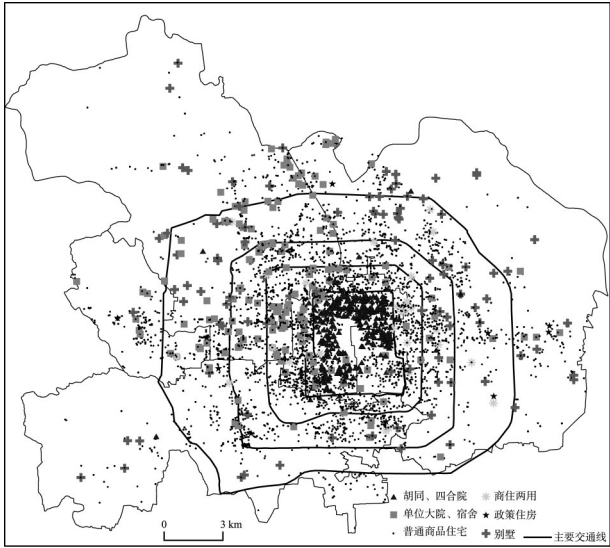 ▲ 胡同、四合院 商住两用
■ 单位大院、宿舍 ★ 政策住房
· 普通商品住宅 别墅 主要交通线
0 3 km